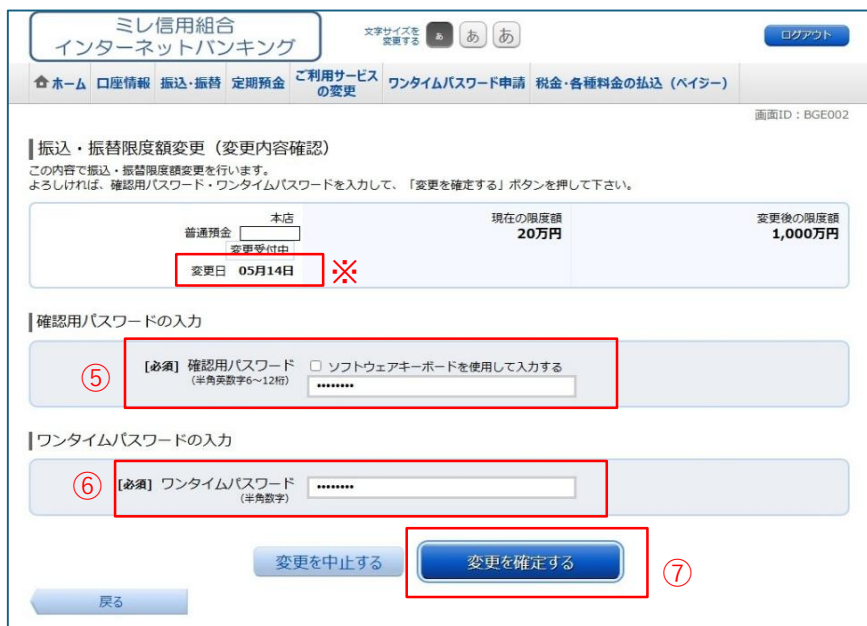 ミレ信用組合
インターネットバンキング
文字サイズを
変更する
あ あ あ
ログアウト
ホーム 口座情報 振込・振替 定期預金 ご利用サービス
の変更 ワンタイムパスワード申請 税金・各種料金の払込（ペイジー）
画面ID：BGE002
振込・振替限度額変更（変更内容確認）
この内容で振込・振替限度額変更を行います。
よろしければ、確認用パスワード・ワンタイムパスワードを入力して、「変更を確定する」ボタンを押して下さい。
本店 現在の限度額 変更後の限度額
普通預金 20万円 1,000万円
変更受付中
変更日 05月14日 ※
確認用パスワードの入力
⑤ [必須] 確認用パスワード ソフトウェアキーボードを使用して入力する
(半角英数字6～12桁) ••••••••
ワンタイムパスワードの入力
⑥ [必須] ワンタイムパスワード ••••••••
(半角数字)
変更を中止する 変更を確定する ⑦
戻る